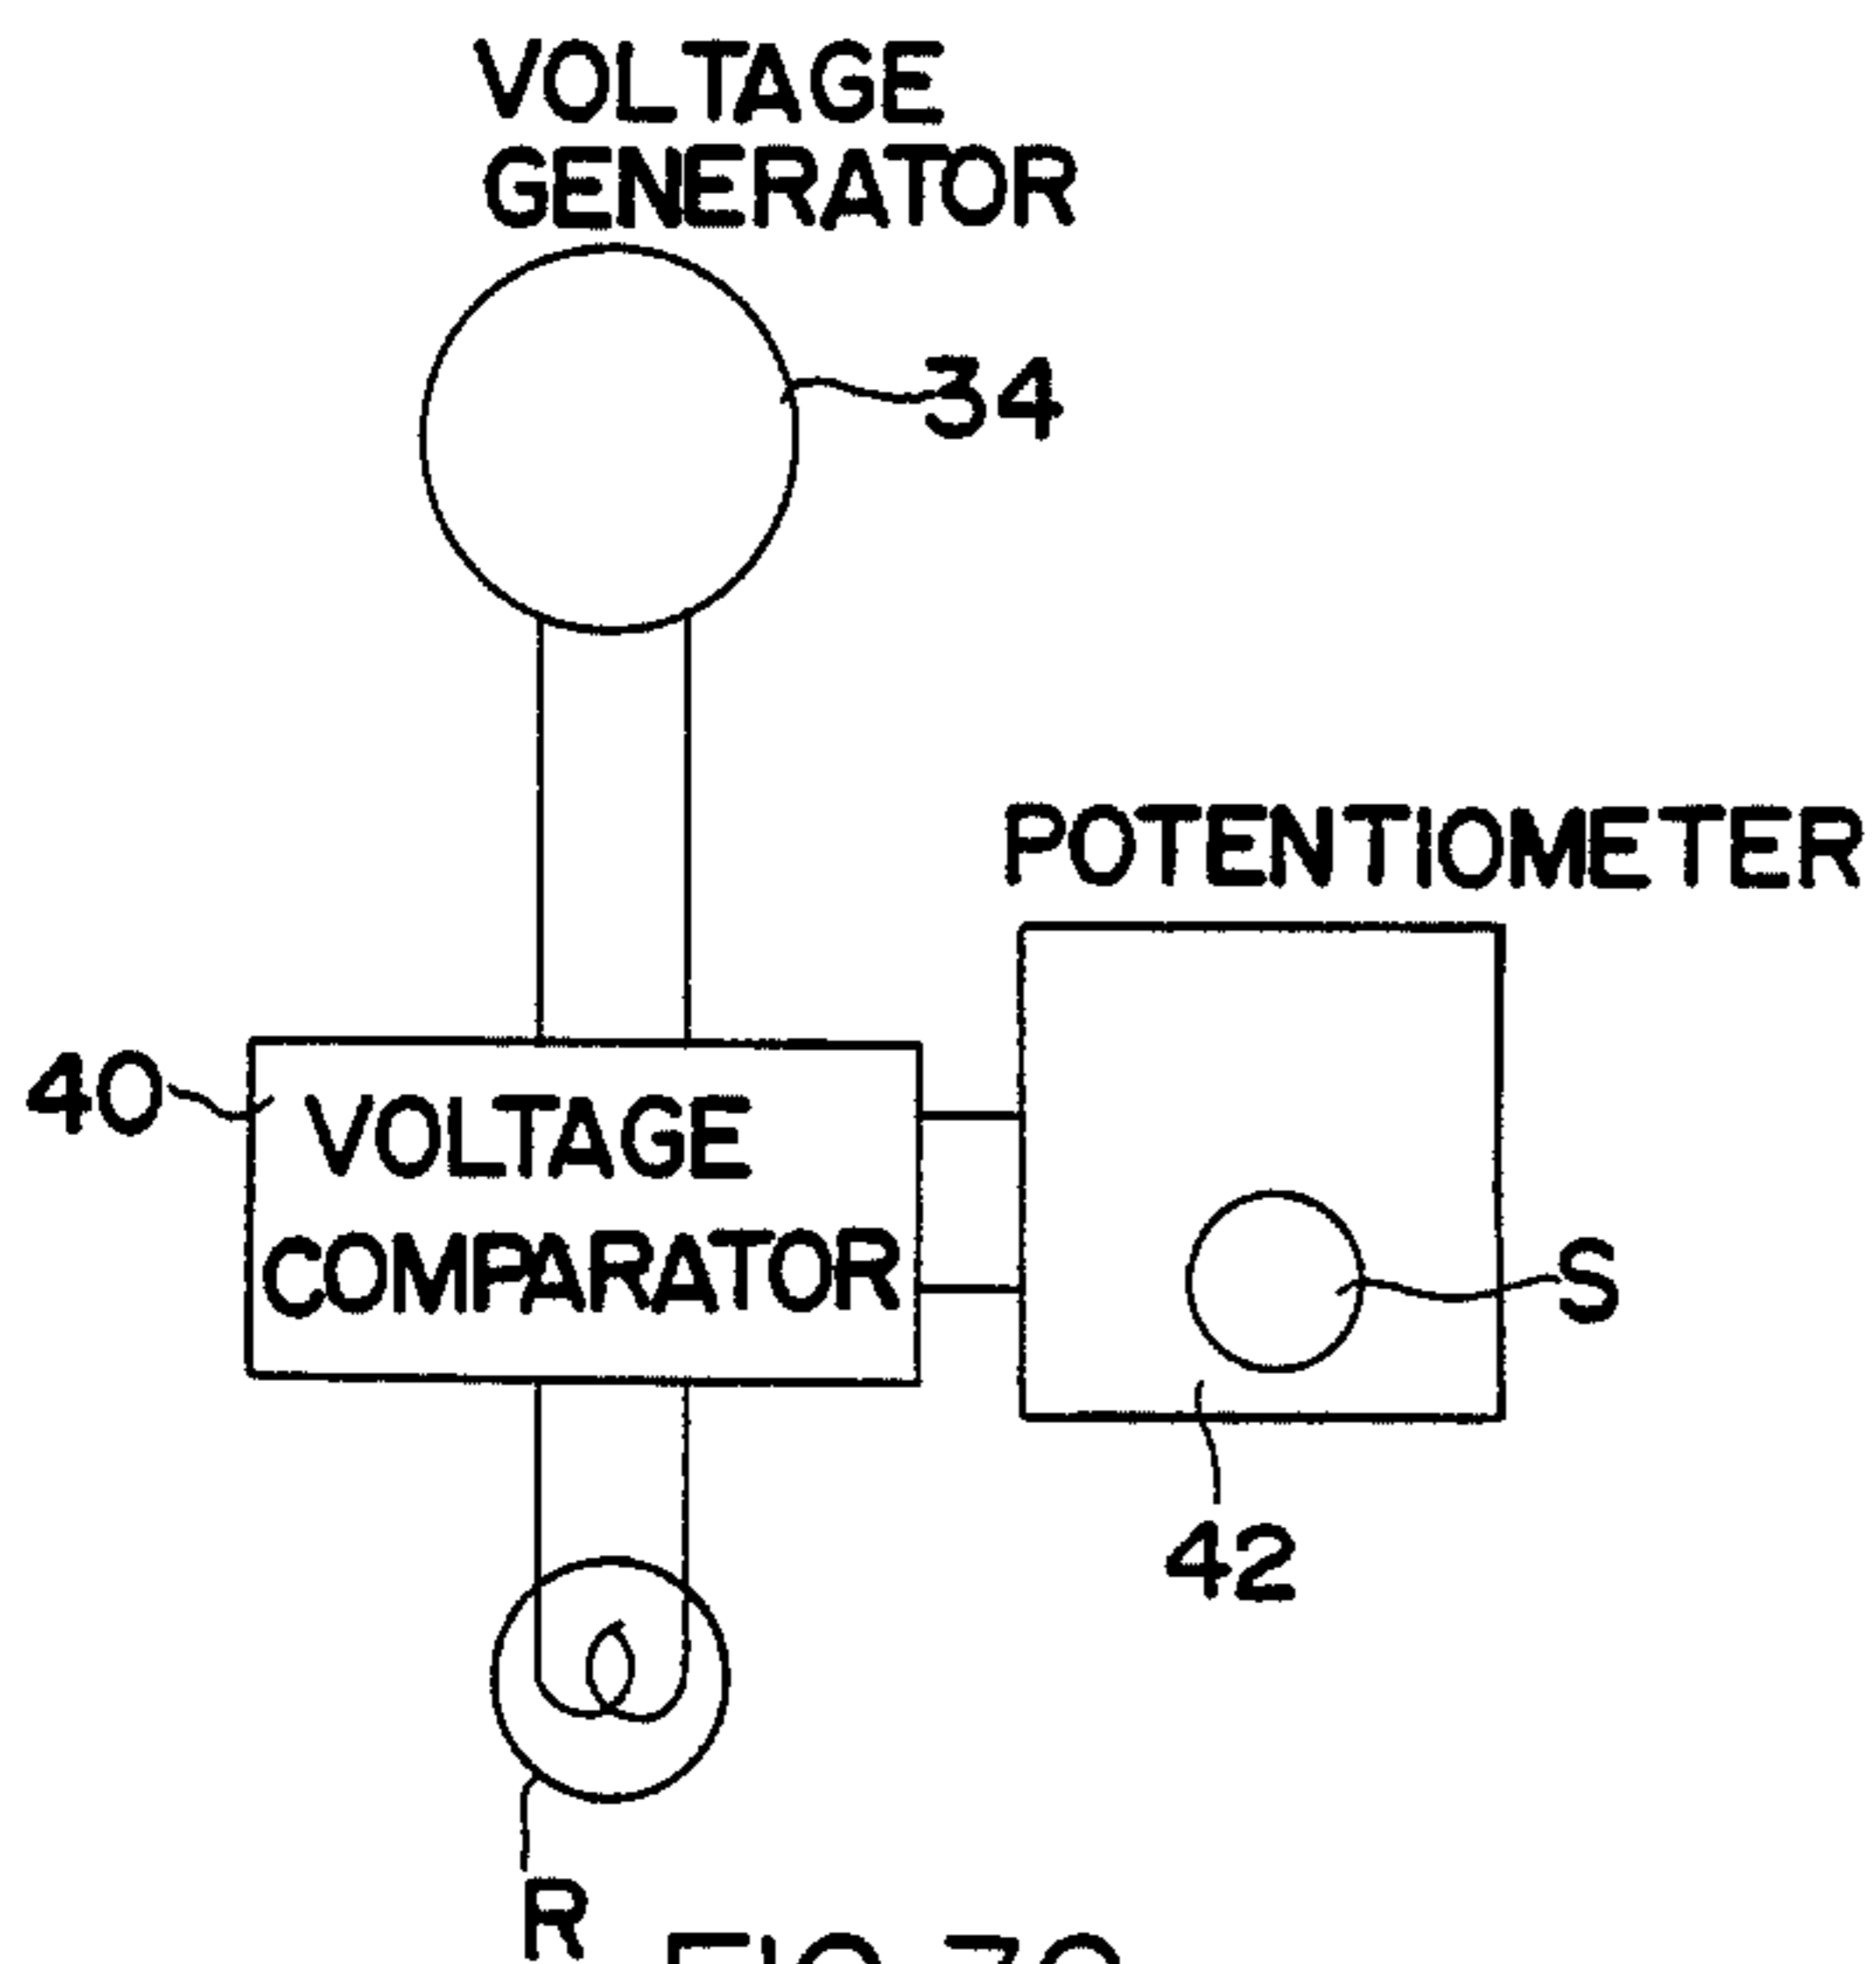 VOLTAGE
GENERATOR
34
POTENTIOMETER
40
VOLTAGE
COMPARATOR
S
42
R